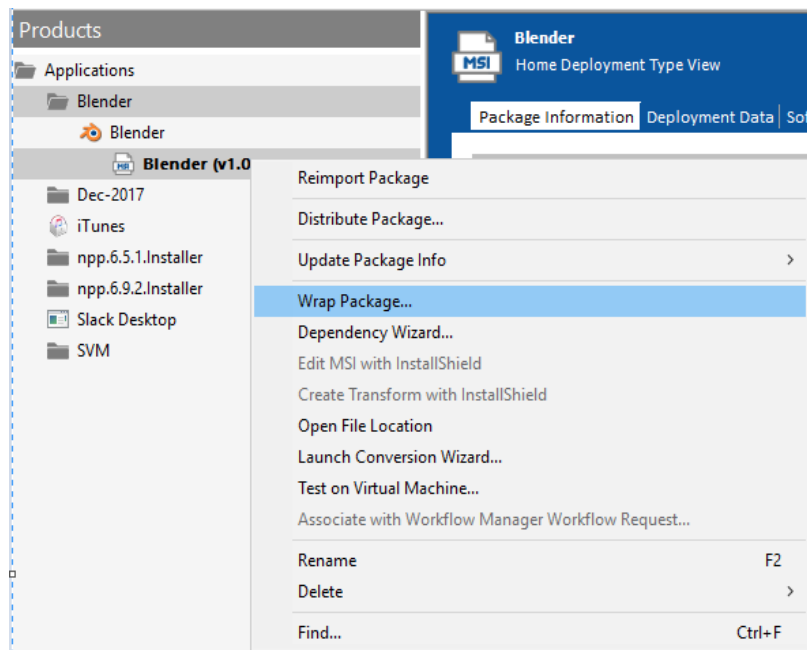 Products
Applications
Blender
Blender
Blender (v1.0
Dec-2017
iTunes
npp.6.5.1.Installer
npp.6.9.2.Installer
Slack Desktop
SVM
MSI
Blender
Home Deployment Type View
Package Information Deployment Data So
Reimport Package
Distribute Package...
Update Package Info >
Wrap Package...
Dependency Wizard...
Edit MSI with InstallShield
Create Transform with InstallShield
Open File Location
Launch Conversion Wizard...
Test on Virtual Machine...
Associate with Workflow Manager Workflow Request...
Rename F2
Delete >
Find... Ctrl+F